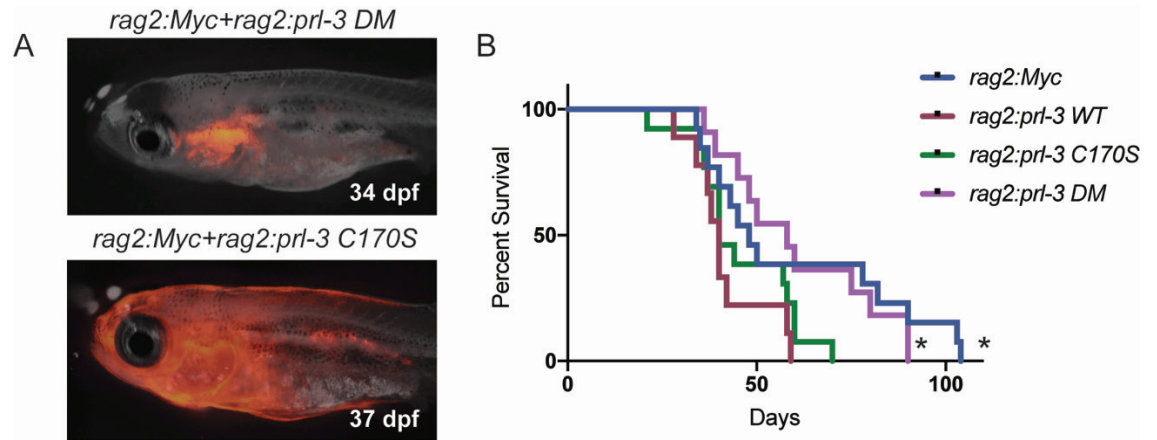 A
rag2:Myc+rag2:prl-3 DM
34 dpf
rag2:Myc+rag2:prl-3 C170S
37 dpf
B
rag2:Myc
rag2:prl-3 WT
rag2:prl-3 C170S
rag2:prl-3 DM
Percent Survival
100
50
0
* *
0 50 100
Days